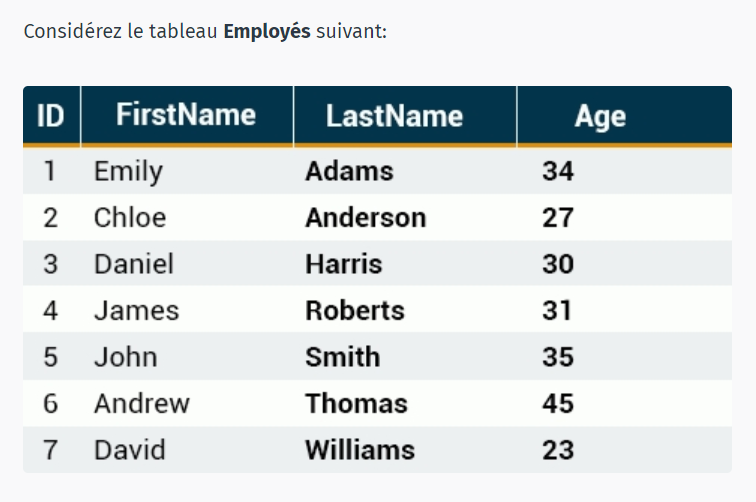 Considérez le tableau Employés suivant:
ID FirstName LastName Age
1 Emily Adams 34
2 Chloe Anderson 27
3 Daniel Harris 30
4 James Roberts 31
5 John Smith 35
6 Andrew Thomas 45
7 David Williams 23